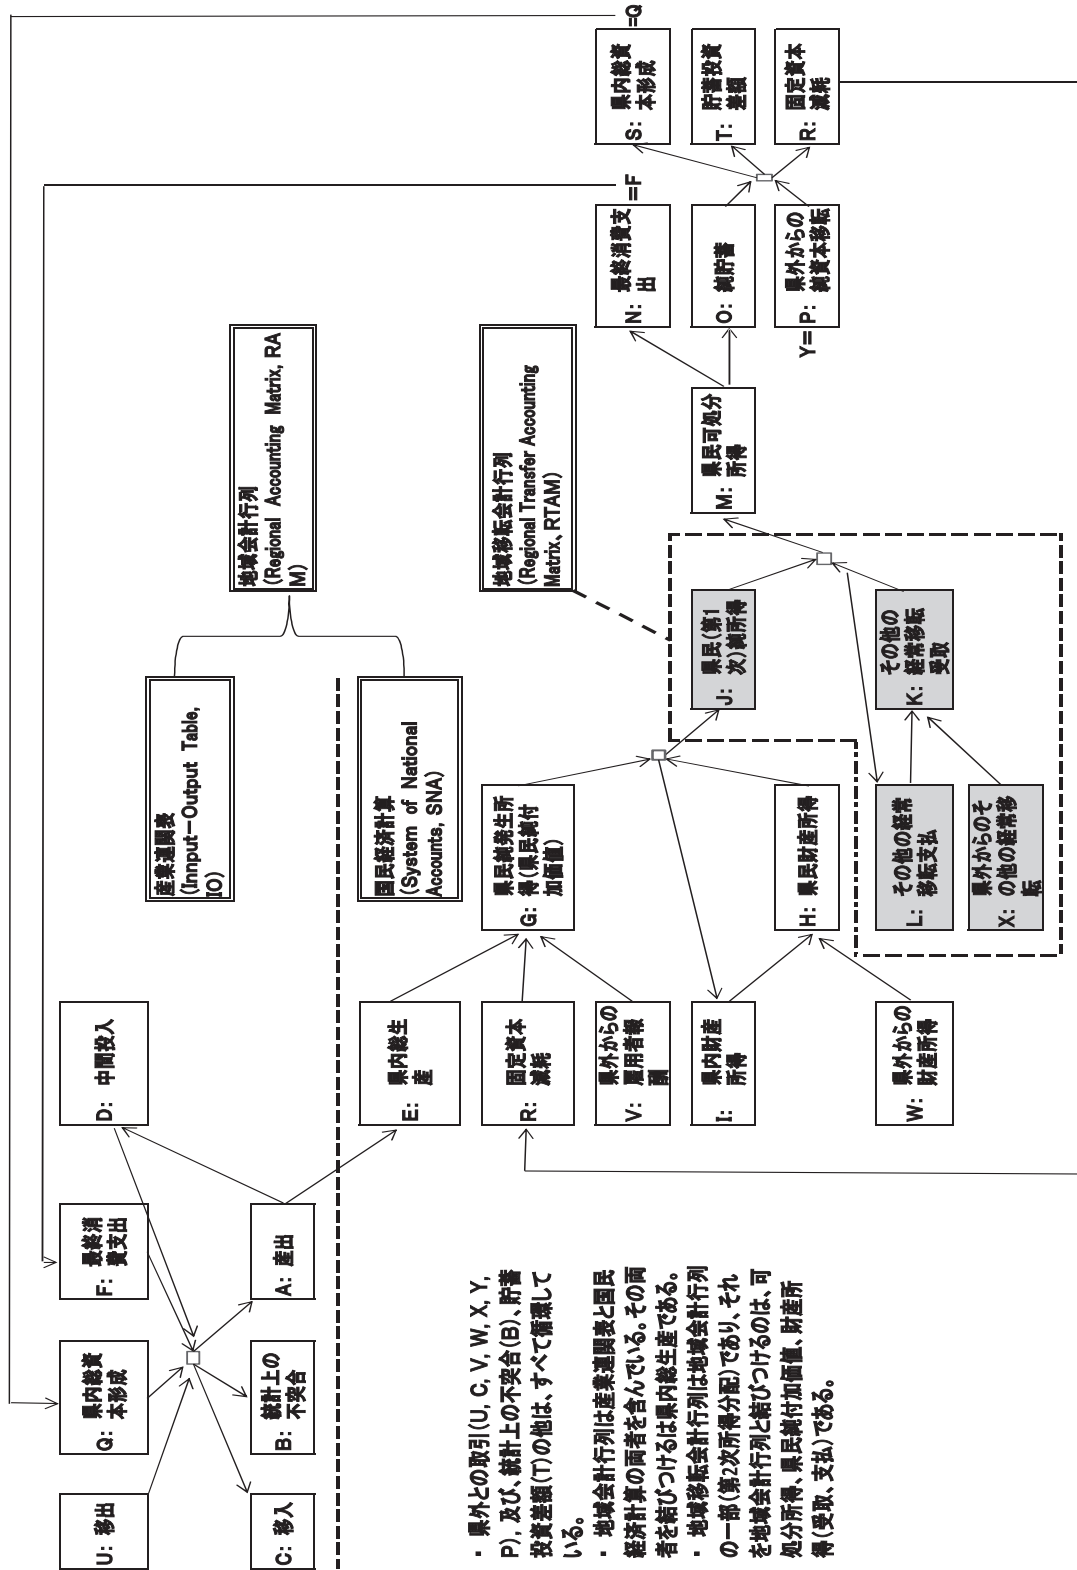 U: 移出
Q: 県内総資
本形成
F: 最終消
費支出
D: 中間投入
C: 移入
B: 統計上の
不突合
A: 産出
産業連関表
(Innput－Output Table,
IO)
地域会計行列
(Regional Accounting Matrix, RA
M)
国民経済計算
(System of National
Accounts, SNA)
地域移転会計行列
(Regional Transfer Accounting
Matrix、RTAM)
E: 県内総生
産
R: 固定資本
減耗
V: 県外からの
雇用者報
酬
I: 県内財産
所得
W: 県外からの
財産所得
G: 県民純発生所
得(県民純付
加価値)
H: 県民財産所得
L: その他の経常
移転支払
X: 県外からのそ
の他の経常移
転
J: 県民(第1
次)純所得
K: その他の
経常移転
受取
M: 県民可処分
所得
N: 最終消費支
出
=F
O: 純貯蓄
Y= P: 県外からの
純資本移転
S: 県内総資
本形成
=Q
T: 貯蓄投資
差額
R: 固定資本
減耗
・ 県外との取引(U, C, V, W, X, Y,
P), 及び、統計上の不突合(B)、貯蓄
投資差額(T)の他は、すべて循環して
いる。
・ 地域会計行列は産業連関表と国民
経済計算の両者を含んでいる。その両
者を結びつけるは県内総生産である。
・ 地域移転会計行列は地域会計行列
の一部(第2次所得分配)であり、それ
を地域会計行列と結びつけるのは、可
処分所得、県民純付加価値、財産所
得(受取、支払)である。